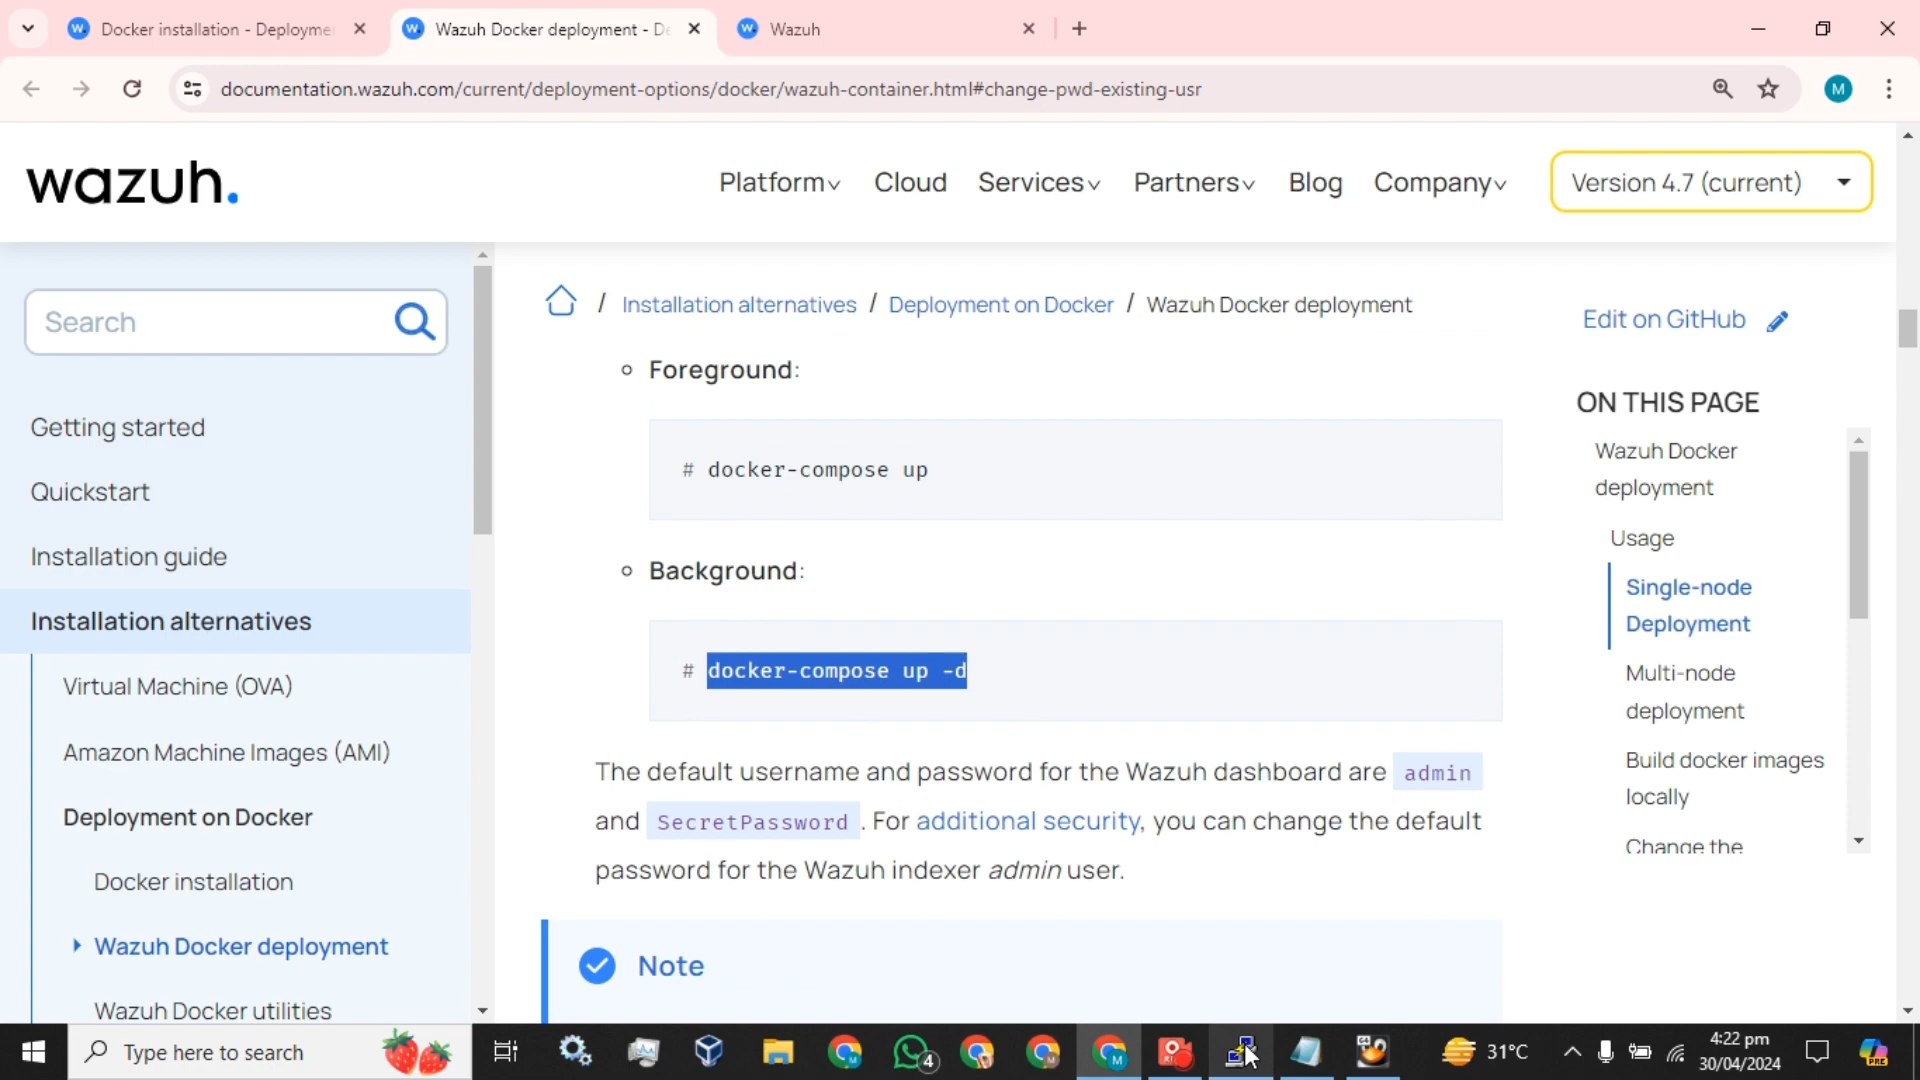 Docker installation - Deployme
Wazuh Docker deployment - De
Wazuh
documentation.wazuh.com/current/deployment-options/docker/wazuh-container.html#change-pwd-existing-usr
M
wazuh.
Platform
Cloud
Services
Partners
Blog
Company
Version 4.7 (current)
Search
Getting started
Quickstart
Installation guide
Installation alternatives
Virtual Machine (OVA)
Amazon Machine Images (AMI)
Deployment on Docker
Docker installation
Wazuh Docker deployment
Wazuh Docker utilities
/ Installation alternatives / Deployment on Docker / Wazuh Docker deployment
Foreground:
# docker-compose up
Background:
# docker-compose up -d
The default username and password for the Wazuh dashboard are admin
and SecretPassword . For additional security, you can change the default
password for the Wazuh indexer admin user.
Note
Edit on GitHub
ON THIS PAGE
Wazuh Docker
deployment
Usage
Single-node
Deployment
Multi-node
deployment
Build docker images
locally
Change the
Type here to search
4
31°C
4:22 pm
30/04/2024